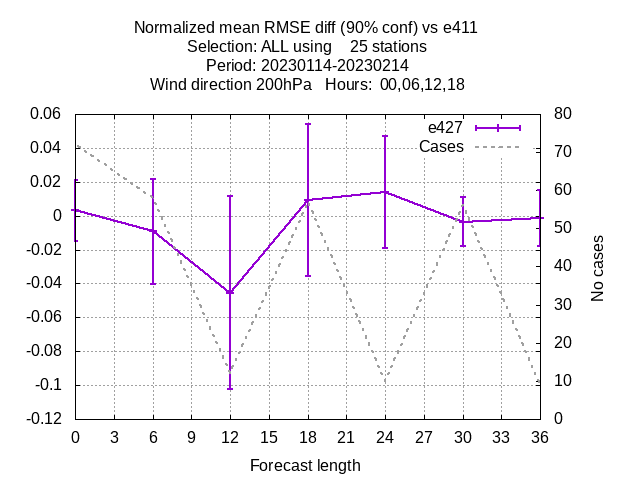 Normalized mean RMSE diff (90% conf) vs e411
Selection: ALL using 25 stations
Period: 20230114-20230214
Wind direction 200hPa Hours: 00,06,12,18
0.06
0.04
0.02
0
-0.02
-0.04
-0.06
-0.08
-0.1
-0.12
e427
Cases
80
70
60
50
40
30
20
10
0
No cases
0 3 6 9 12 15 18 21 24 27 30 33 36
Forecast length